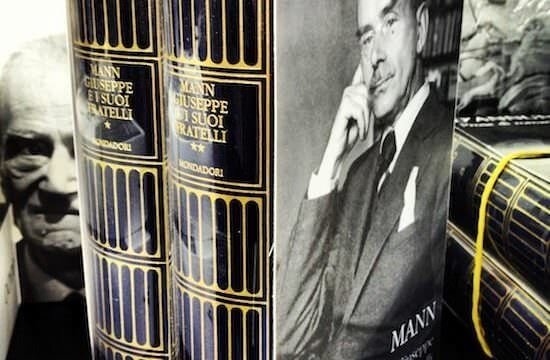 MANN
GIUSEPPE
E I SUOI
FRATELLI
★
MONDADORI
MANN
GIUSEPPE
E I SUOI
FRATELLI
★★
MONDADORI
MANN